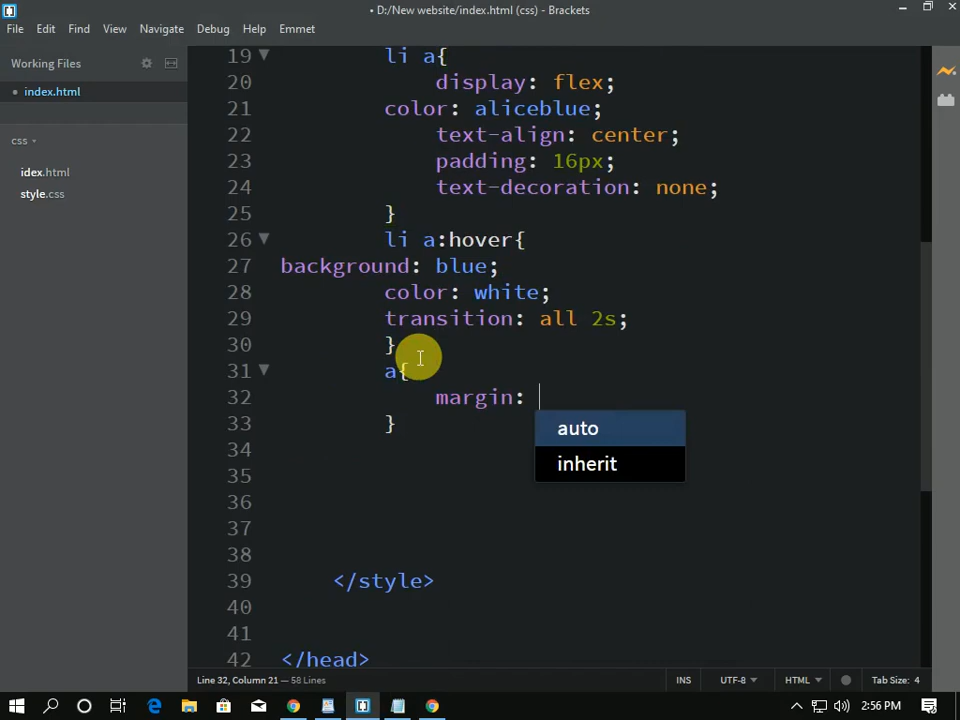 • D:/New website/index.html (css) - Brackets
File Edit Find View Navigate Debug Help Emmet
Working Files
• index.html
css
idex.html
style.css
19 li a{
20 display: flex;
21 color: aliceblue;
22 text-align: center;
23 padding: 16px;
24 text-decoration: none;
25 }
26 li a:hover{
27 background: blue;
28 color: white;
29 transition: all 2s;
30 }
31 a{
32 margin:
auto
33 }
inherit
34
35
36
37
38
39 </style>
40
41
42 </head>
Line 32, Column 21 — 58 Lines
INS UTF-8 HTML Tab Size: 4
2:56 PM